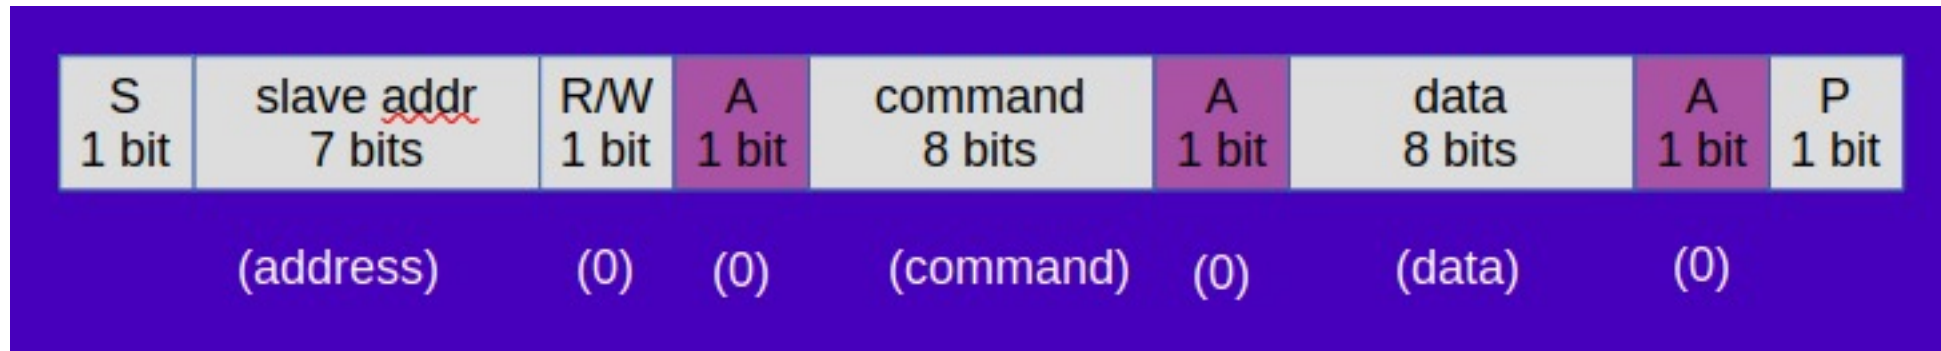 S slave addr R/W A command A data A P
1 bit 7 bits 1 bit 1 bit 8 bits 1 bit 8 bits 1 bit 1 bit
(address) (0) (0) (command) (0) (data) (0)